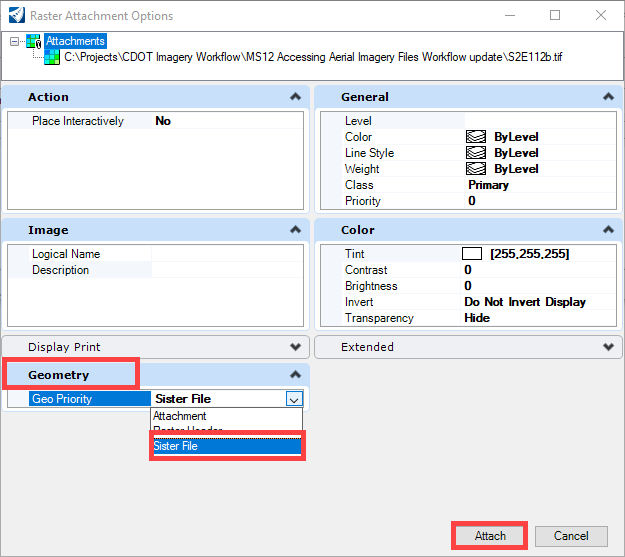 Raster Attachment Options
Attachments
C:\Projects\CDOT Imagery Workflow\MS12 Accessing Aerial Imagery Files Workflow update\S2E112b.tif
Action
Place Interactively No
General
Level
Color ByLevel
Line Style ByLevel
Weight ByLevel
Class Primary
Priority 0
Image
Logical Name
Description
Color
Tint [255,255,255]
Contrast 0
Brightness 0
Invert Do Not Invert Display
Transparency Hide
Display Print
Extended
Geometry
Geo Priority Sister File
Attachment
Raster Header
Sister File
Attach
Cancel